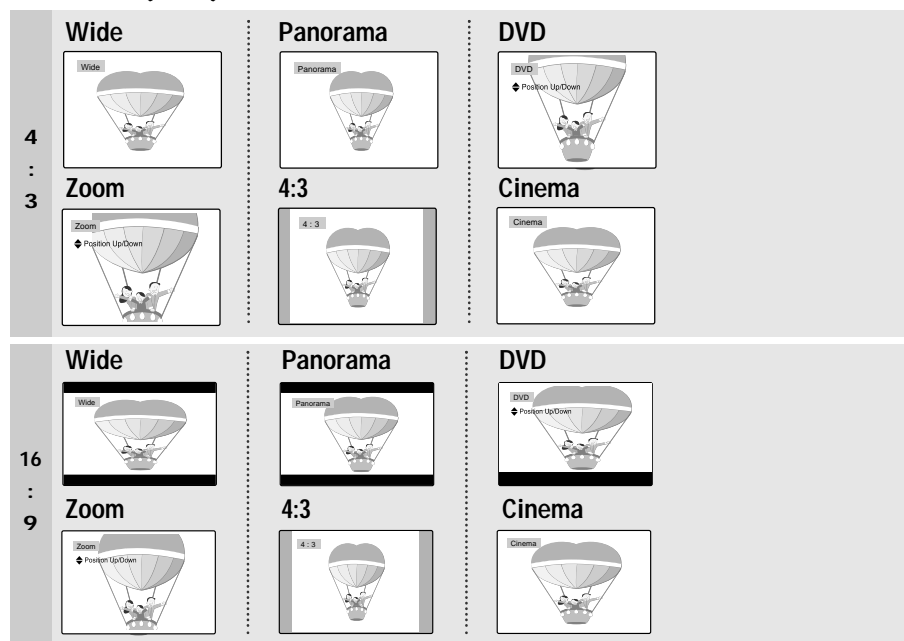 Wide Panorama DVD
Wide Panorama DVD
Position Up/Down
4
:
3
Zoom 4:3 Cinema
Zoom 4 : 3 Cinema
Position Up/Down
Wide Panorama DVD
Wide Panorama DVD
Position Up/Down
16
:
9
Zoom 4:3 Cinema
Zoom 4 : 3 Cinema
Position Up/Down